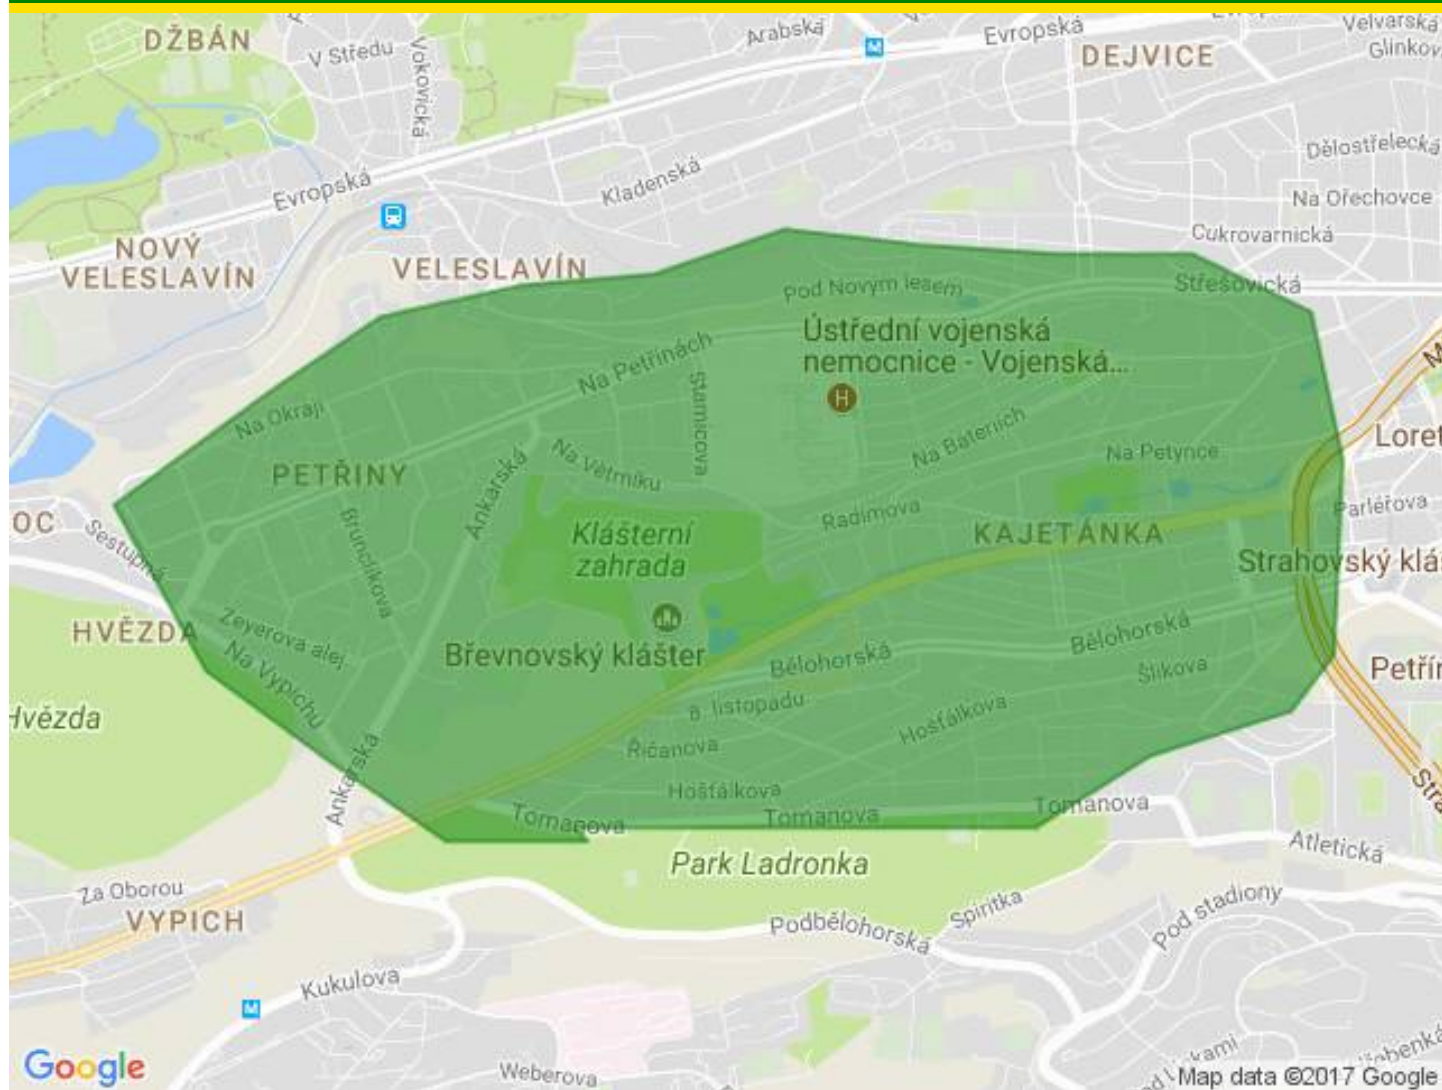 DŽBÁN
V Středu
Vokovická
Arabská
Evropská
DEJVICE
Velvarská
Dělostřelecká
Na Ořechovce
Cukrovarnická
Kladenská
Evropská
NOVÝ
VELESLAVÍN
VELESLAVÍN
Pod Novým lesem
Střešovická
Ústřední vojenská
nemocnice - Vojenská...
H
Na Petřinách
Na Okraji
Na Bateriích
Na Petynce
PETŘINY
Ankarská
Na Větrníku
Radimova
Parléřova
Sestupná
Brunclíkova
Klášterní
zahrada
KAJETÁNKA
HVĚZDA
Zeyerova alej
Na Vypichu
Břevnovský klášter
Bělohorská
Bělohorská
Šlikova
Hvězda
8. listopadu
Hošťálkova
Říčanova
Ankarská
Hošťálkova
Tomanova
Tomanova
Tomanova
Park Ladronka
Atletická
Za Oborou
VYPICH
Podbělohorská
Spiritka
Pod stadiony
Kukulova
Weberova
Google
Map data ©2017 Google